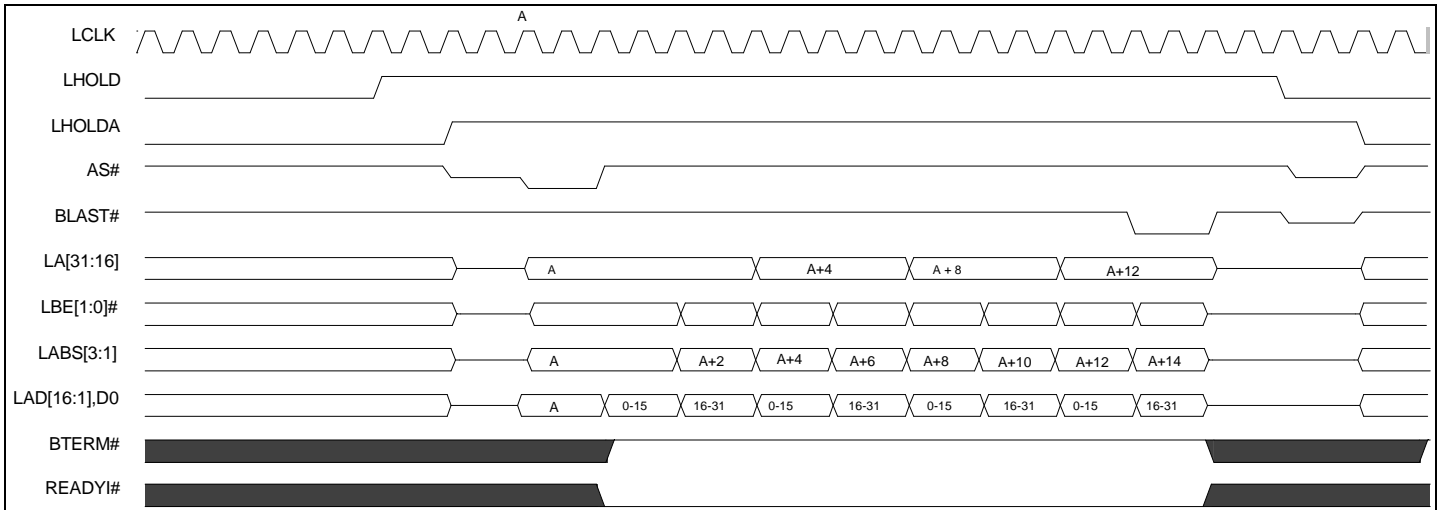 A
LCLK
LHOLD
LHOLDA
AS#
BLAST#
LA[31:16] A A+4 A + 8 A+12
LBE[1:0]#
LABS[3:1] A A+2 A+4 A+6 A+8 A+10 A+12 A+14
LAD[16:1],D0 A 0-15 16-31 0-15 16-31 0-15 16-31 0-15 16-31
BTERM#
READYI#